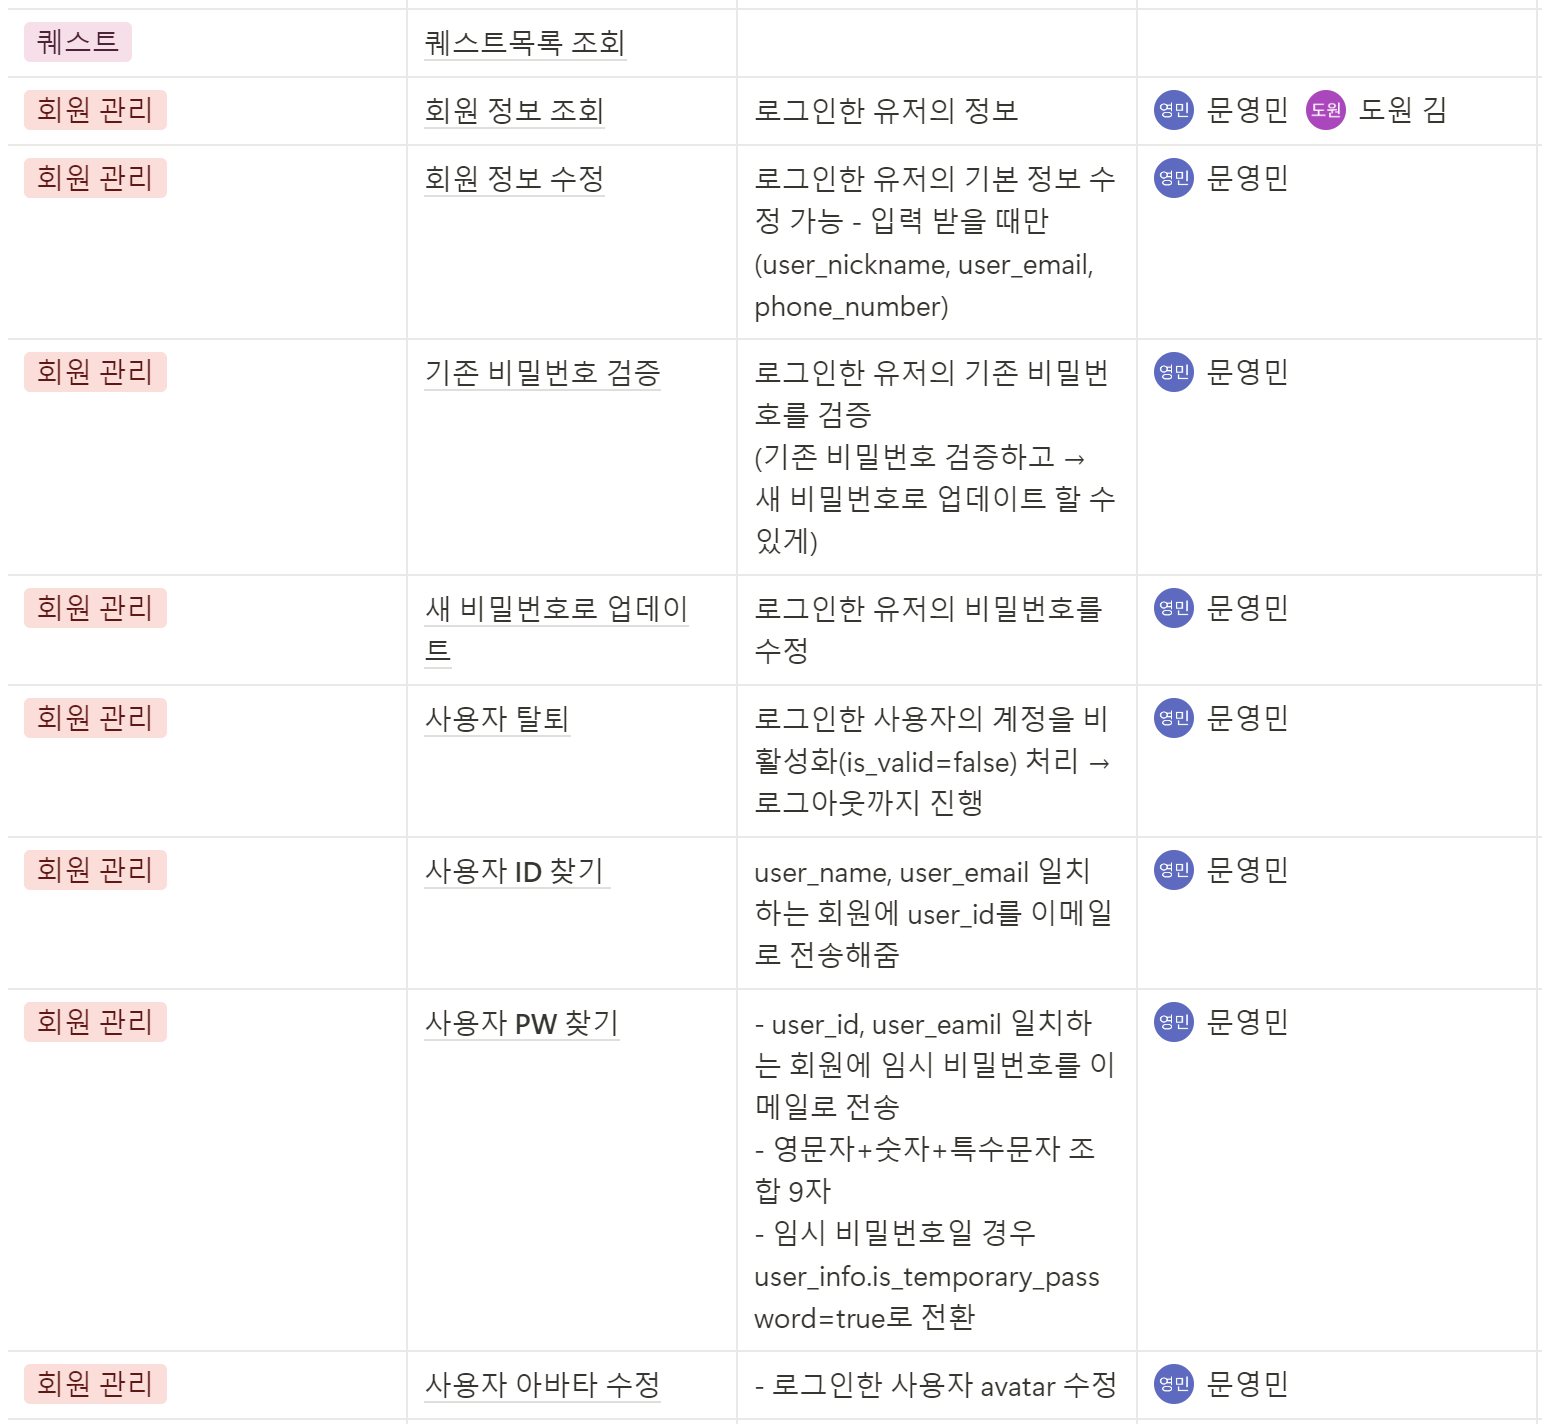 퀘스트
퀘스트목록 조회
회원 관리
회원 정보 조회
로그인한 유저의 정보
영민 문영민 도원 도원 김
회원 관리
회원 정보 수정
로그인한 유저의 기본 정보 수
정 가능 - 입력 받을 때만
(user_nickname, user_email,
phone_number)
영민 문영민
회원 관리
기존 비밀번호 검증
로그인한 유저의 기존 비밀번
호를 검증
(기존 비밀번호 검증하고 →
새 비밀번호로 업데이트 할 수
있게)
영민 문영민
회원 관리
새 비밀번호로 업데이
트
로그인한 유저의 비밀번호를
수정
영민 문영민
회원 관리
사용자 탈퇴
로그인한 사용자의 계정을 비
활성화(is_valid=false) 처리 →
로그아웃까지 진행
영민 문영민
회원 관리
사용자 ID 찾기
user_name, user_email 일치
하는 회원에 user_id를 이메일
로 전송해줌
영민 문영민
회원 관리
사용자 PW 찾기
- user_id, user_eamil 일치하
는 회원에 임시 비밀번호를 이
메일로 전송
- 영문자+숫자+특수문자 조
합 9자
- 임시 비밀번호일 경우
user_info.is_temporary_pass
word=true로 전환
영민 문영민
회원 관리
사용자 아바타 수정
- 로그인한 사용자 avatar 수정
영민 문영민